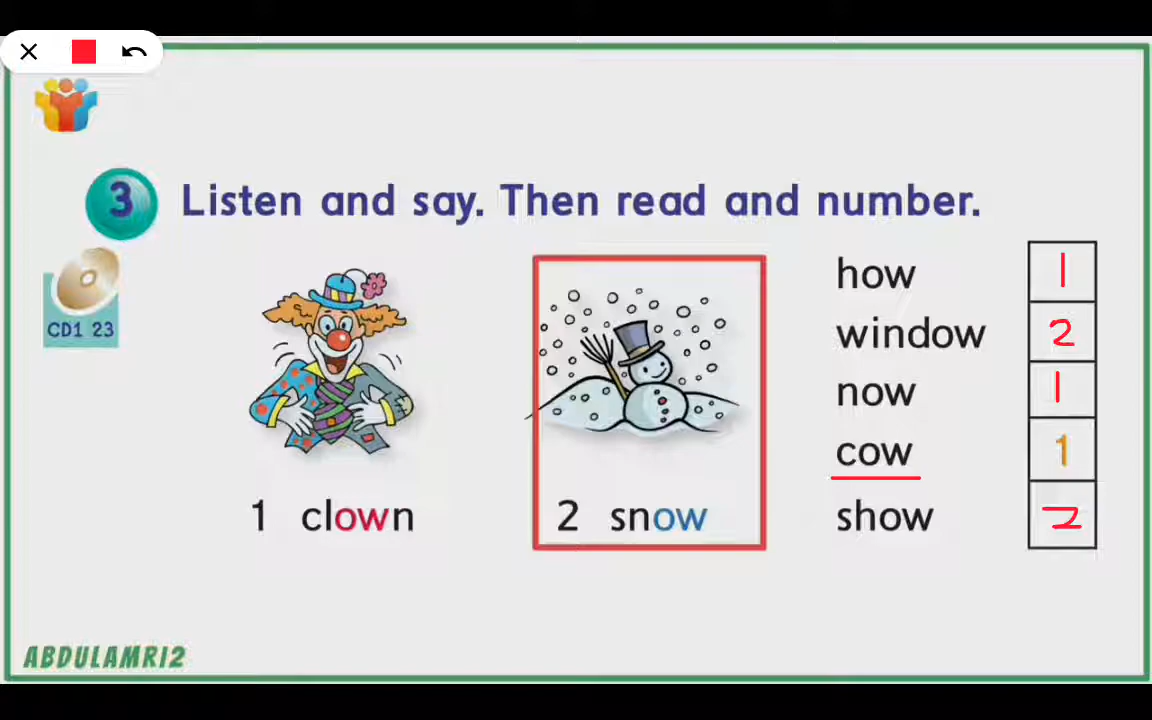 3 Listen and say. Then read and number.
CD1 23
1 clown
2 snow
how 1
window 2
now 1
cow 1
show 2
ABDULAMRI2